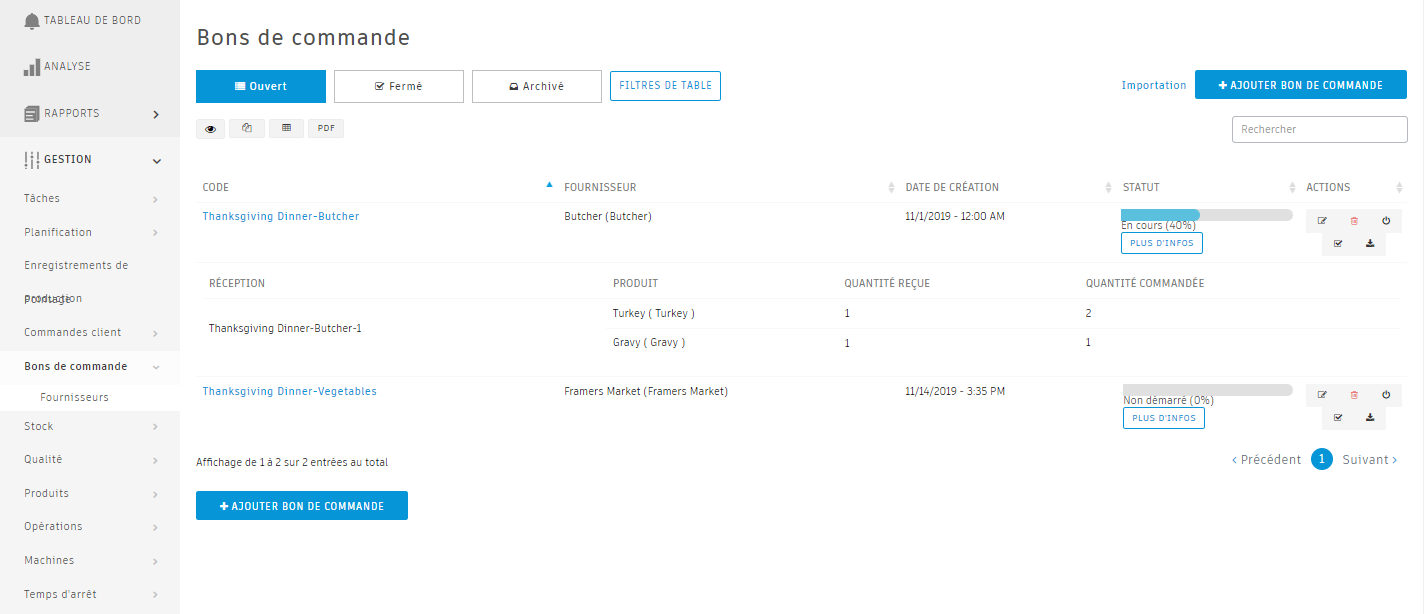 TABLEAU DE BORD
ANALYSE
RAPPORTS
GESTION
Tâches
Planification
Enregistrements de
production
Pointage
Commandes client
Bons de commande
Fournisseurs
Stock
Qualité
Produits
Opérations
Machines
Temps d'arrêt
Bons de commande
Ouvert Fermé Archivé FILTRES DE TABLE Importation + AJOUTER BON DE COMMANDE
PDF Rechercher
CODE FOURNISSEUR DATE DE CRÉATION STATUT ACTIONS
Thanksgiving Dinner-Butcher Butcher (Butcher) 11/1/2019 - 12:00 AM
En cours (40%)
PLUS D'INFOS
RÉCEPTION PRODUIT QUANTITÉ REÇUE QUANTITÉ COMMANDÉE
Turkey ( Turkey ) 1 2
Thanksgiving Dinner-Butcher-1
Gravy ( Gravy ) 1 1
Thanksgiving Dinner-Vegetables Framers Market (Framers Market) 11/14/2019 - 3:35 PM
Non démarré (0%)
PLUS D'INFOS
Affichage de 1 à 2 sur 2 entrées au total ‹ Précédent 1 Suivant ›
+ AJOUTER BON DE COMMANDE